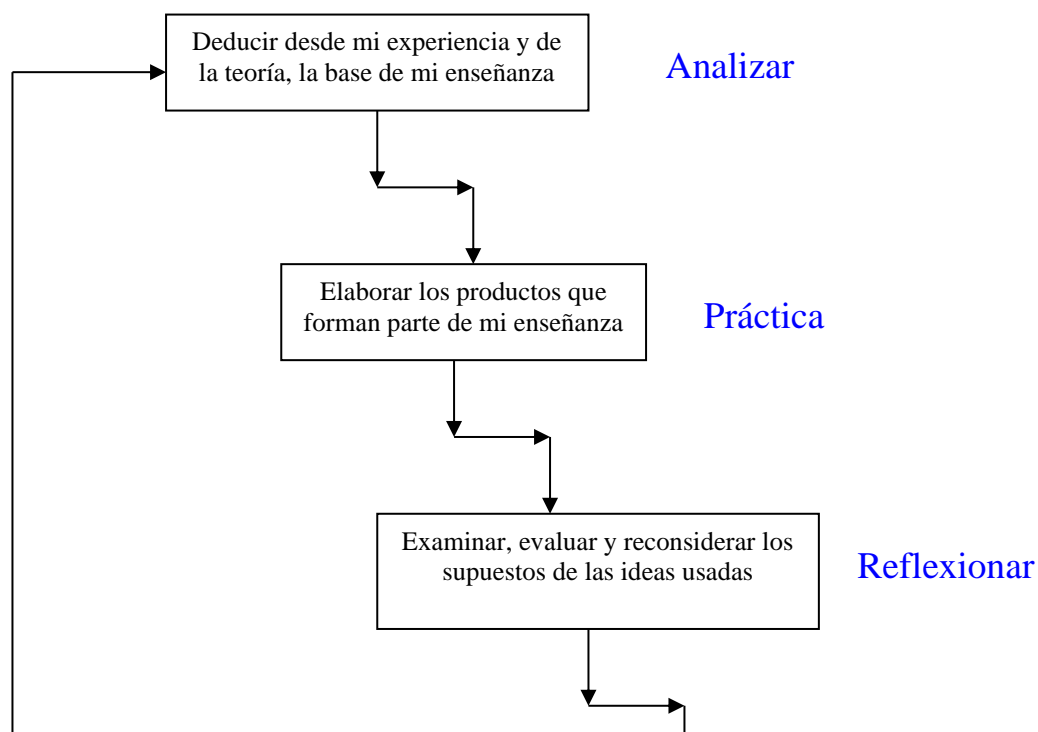 Deducir desde mi experiencia y de
la teoría, la base de mi enseñanza
Analizar
Elaborar los productos que
forman parte de mi enseñanza
Práctica
Examinar, evaluar y reconsiderar los
supuestos de las ideas usadas
Reflexionar